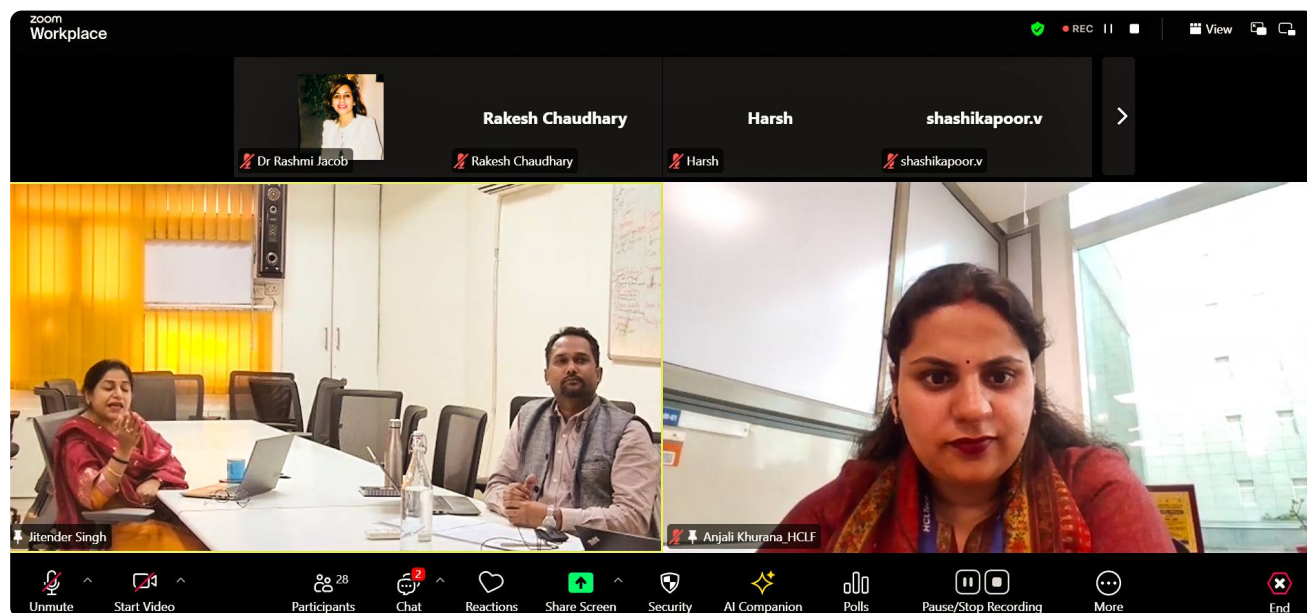 zoom
Workplace
REC
View
Rakesh Chaudhary
Harsh
shashikapoor.v
Dr Rashmi Jacob
Rakesh Chaudhary
Harsh
shashikapoor.v
Jitender Singh
Anjali Khurana_HCLF
28
2
Unmute
Start Video
Participants
Chat
Reactions
Share Screen
Security
AI Companion
Polls
Pause/Stop Recording
More
End